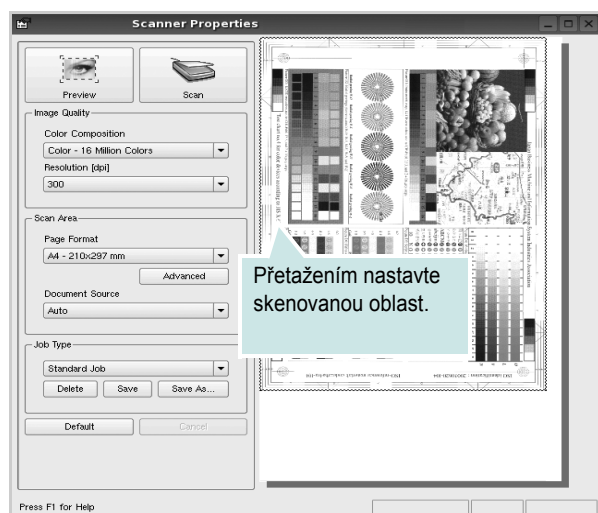 Scanner Properties
Preview
Scan
Image Quality
Color Composition
Color - 16 Million Colors
Resolution [dpi]
300
Scan Area
Page Format
A4 - 210x297 mm
Advanced
Document Source
Auto
Job Type
Standard Job
Delete
Save
Save As...
Default
Cancel
Press F1 for Help
Přetažením nastavte
skenovanou oblast.